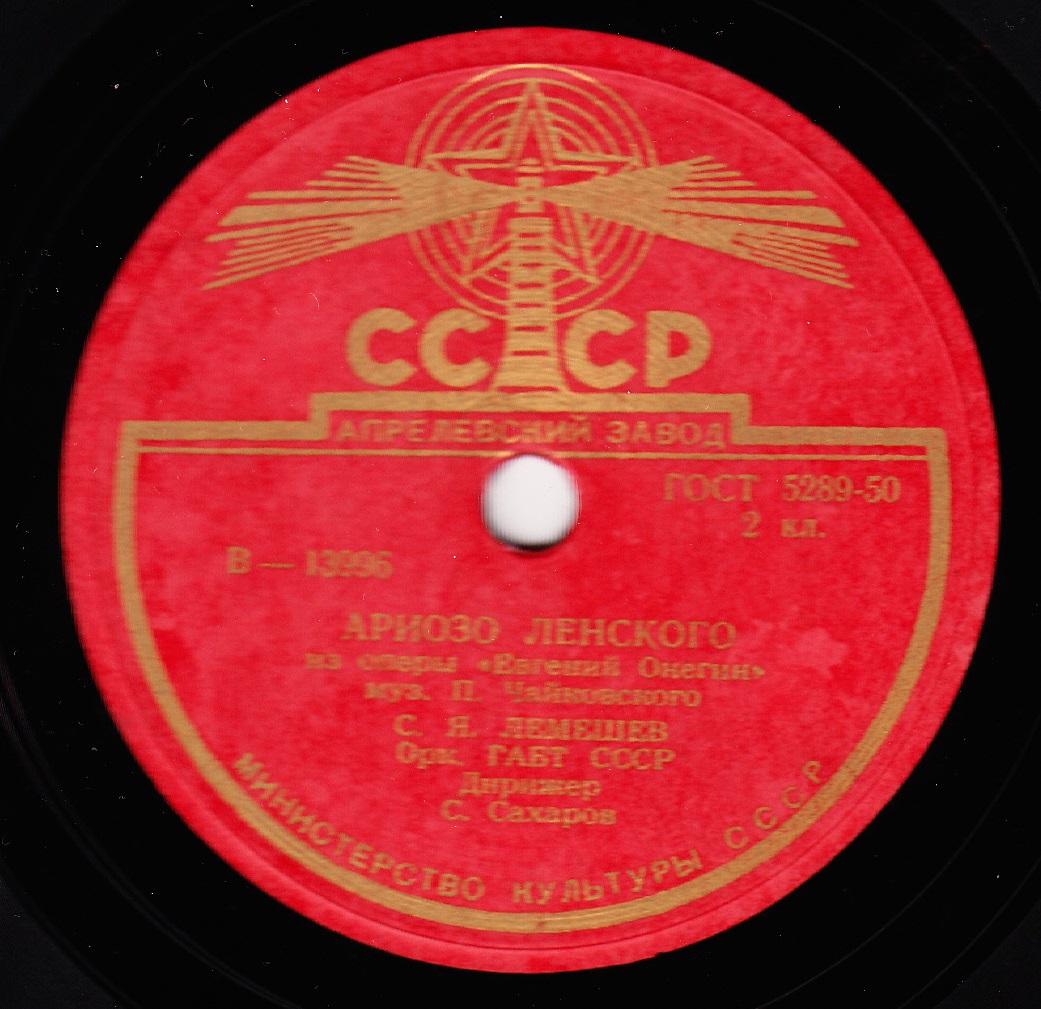 СССР
АПРЕЛЕВСКИЙ ЗАВОД
ГОСТ 5289-50
2 кл.
В — 13996
АРИОЗО ЛЕНСКОГО
из оперы «Евгений Онегин»
муз. П. Чайковского
С. Я. ЛЕМЕШЕВ
Орк. ГАБТ СССР
Дирижер
С. Сахаров
МИНИСТЕРСТВО КУЛЬТУРЫ СССР